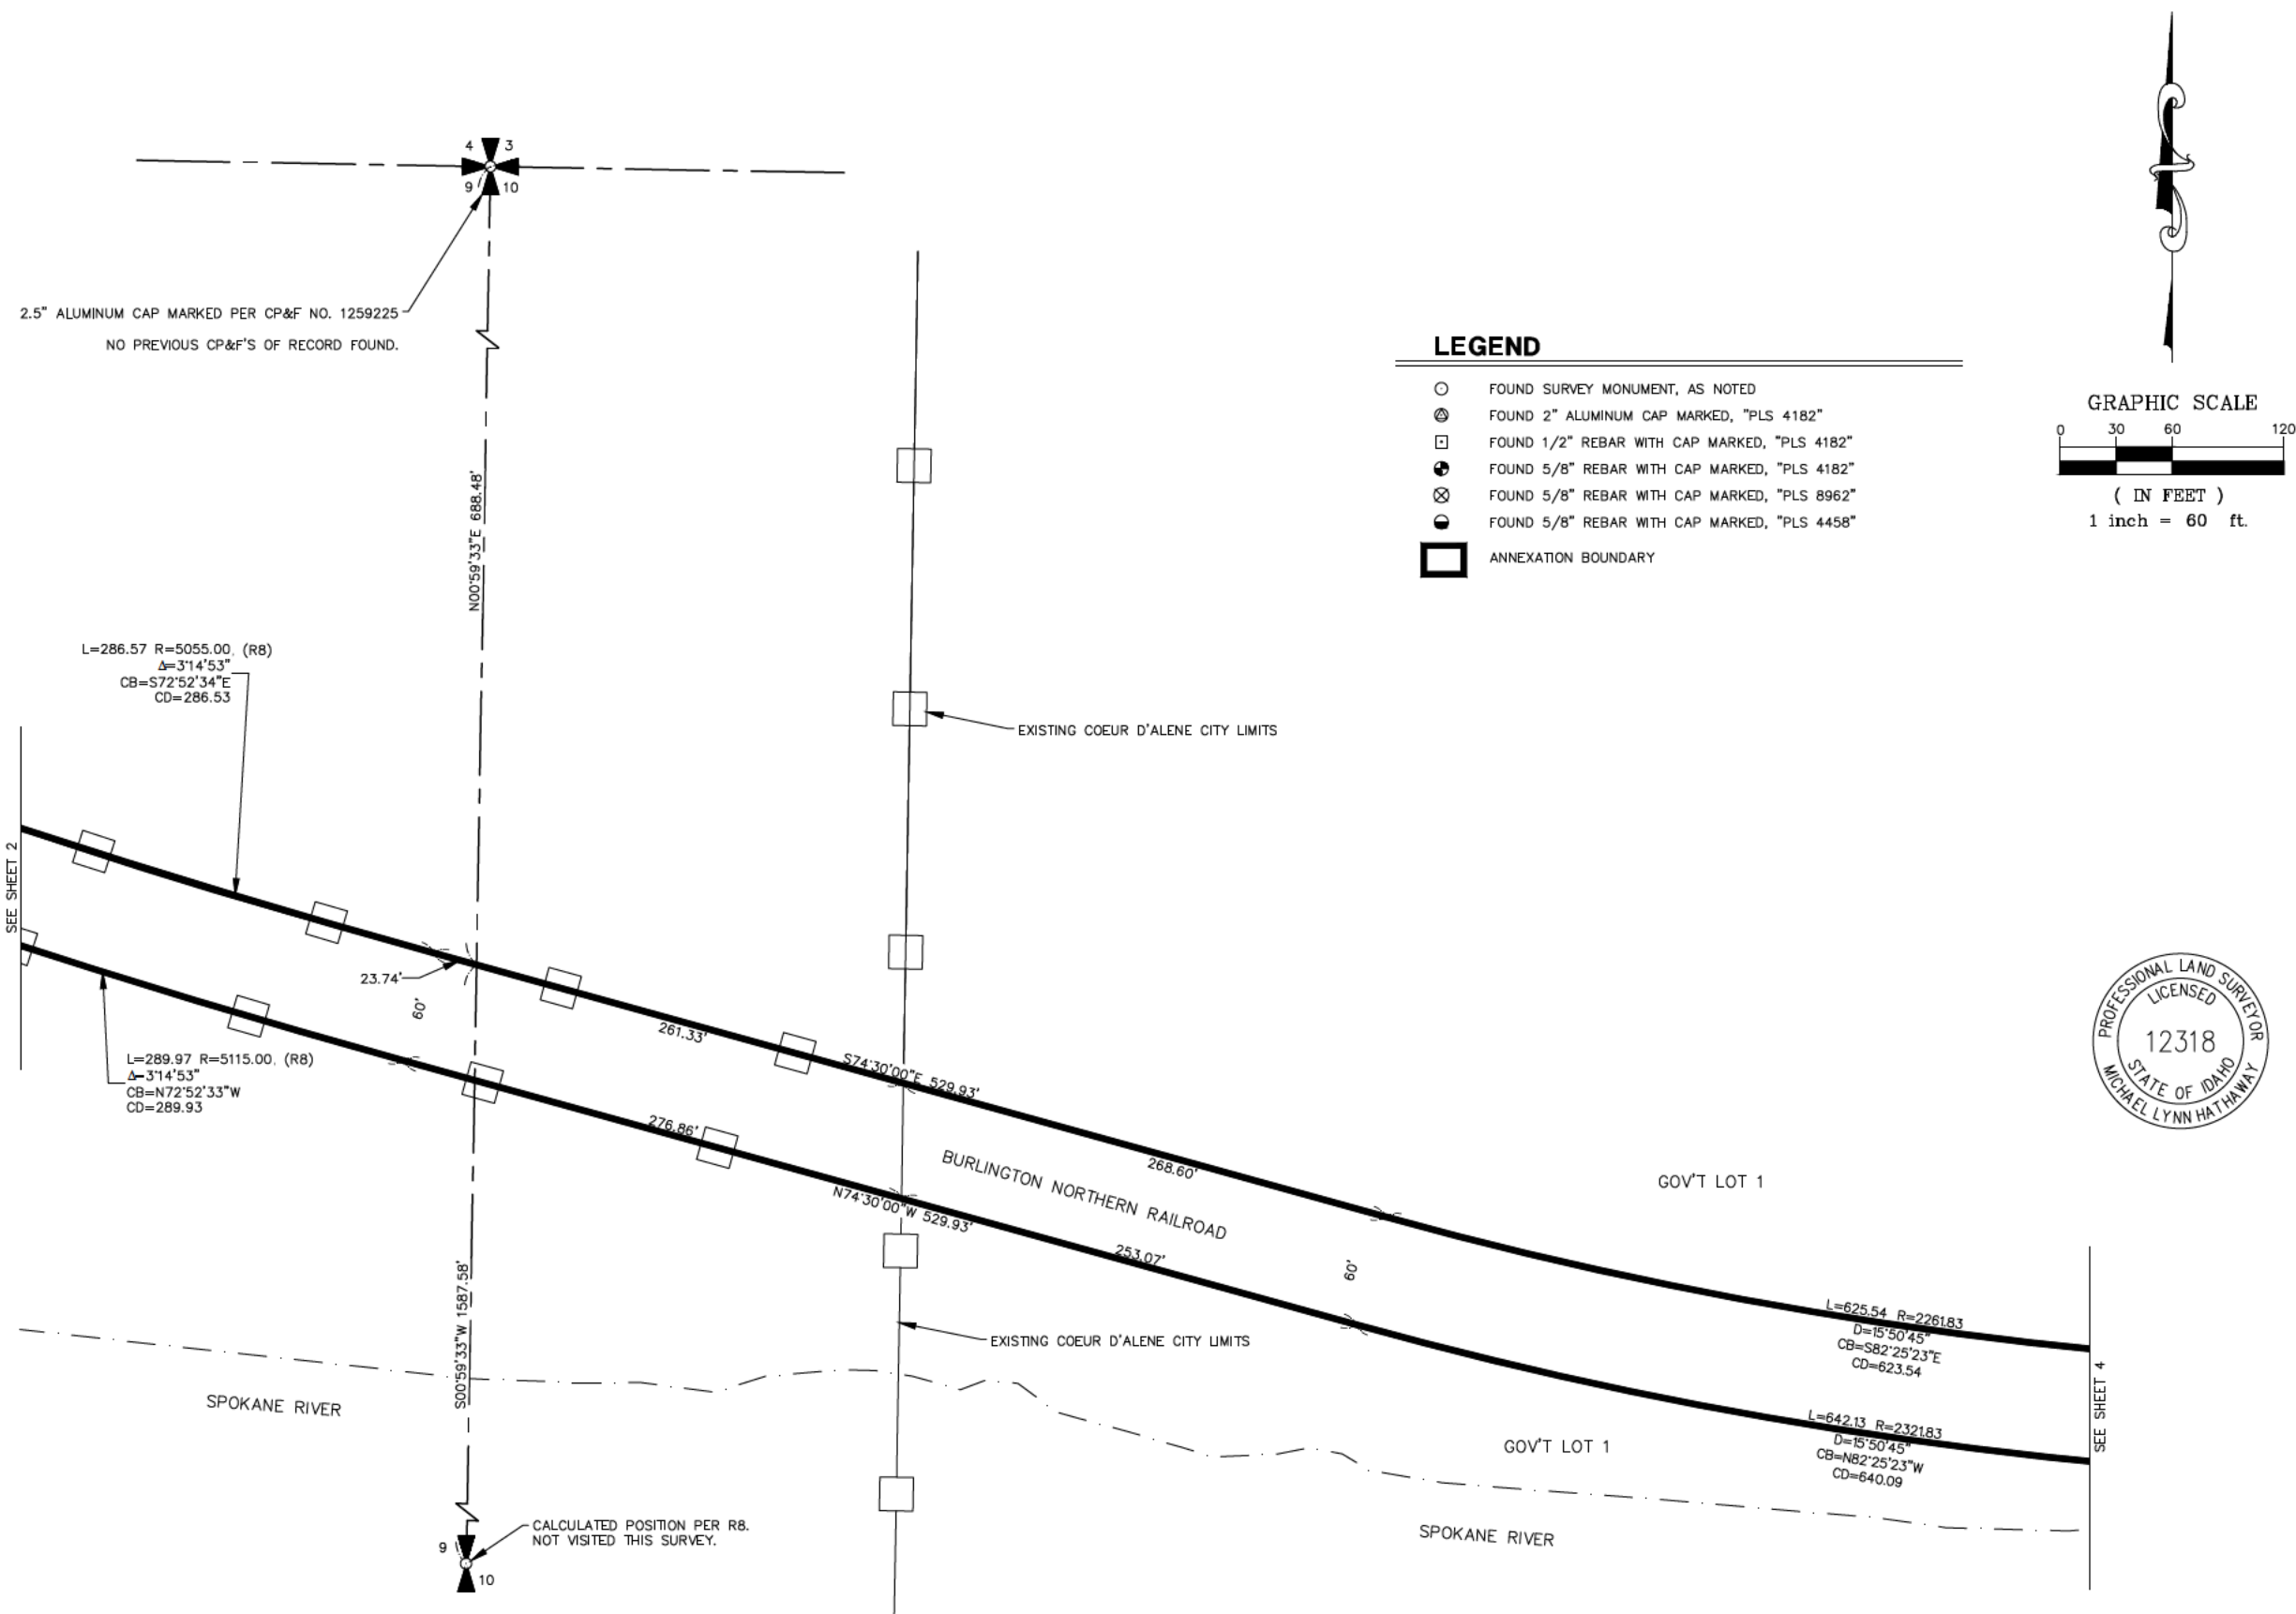 4 3
9 10
2.5" ALUMINUM CAP MARKED PER CP&F NO. 1259225
NO PREVIOUS CP&F'S OF RECORD FOUND.
N00°59'33"E 688.48'
LEGEND
FOUND SURVEY MONUMENT, AS NOTED
FOUND 2" ALUMINUM CAP MARKED, "PLS 4182"
FOUND 1/2" REBAR WITH CAP MARKED, "PLS 4182"
FOUND 5/8" REBAR WITH CAP MARKED, "PLS 4182"
FOUND 5/8" REBAR WITH CAP MARKED, "PLS 8962"
FOUND 5/8" REBAR WITH CAP MARKED, "PLS 4458"
ANNEXATION BOUNDARY
GRAPHIC SCALE
0 30 60 120
( IN FEET )
1 inch = 60 ft.
L=286.57 R=5055.00, (R8)
Δ=3°14'53"
CB=S72°52'34"E
CD=286.53
EXISTING COEUR D'ALENE CITY LIMITS
SEE SHEET 2
23.74'
60'
261.33'
S74°30'00"E 529.93'
L=289.97 R=5115.00, (R8)
Δ=3°14'53"
CB=N72°52'33"W
CD=289.93
276.86'
N74°30'00"W 529.93'
BURLINGTON NORTHERN RAILROAD
268.60'
253.07'
60'
GOV'T LOT 1
PROFESSIONAL LAND SURVEYOR
LICENSED
12318
STATE OF IDAHO
MICHAEL LYNN HATHAWAY
L=625.54 R=2261.83
D=15°50'45"
CB=S82°25'23"E
CD=623.54
L=642.13 R=2321.83
D=15°50'45"
CB=N82°25'23"W
CD=640.09
SEE SHEET 4
S00°59'33"W 1587.58'
EXISTING COEUR D'ALENE CITY LIMITS
SPOKANE RIVER
GOV'T LOT 1
SPOKANE RIVER
CALCULATED POSITION PER R8.
NOT VISITED THIS SURVEY.
9
10